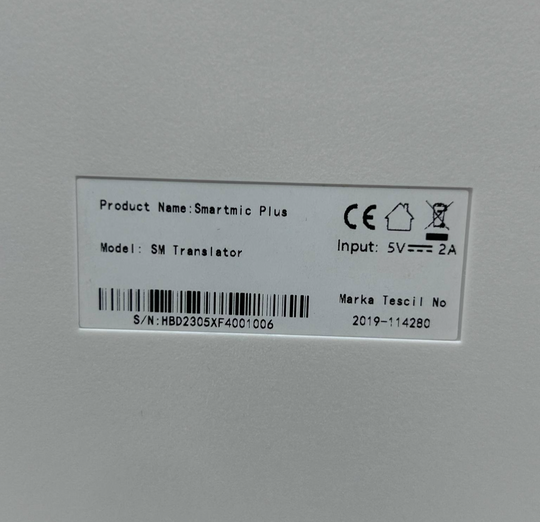 Product Name:Smartmic Plus
CE
Model: SM Translator
Input: 5V⎓2A
S/N:HBD2305XF4001006
Marka Tescil No
2019-114280